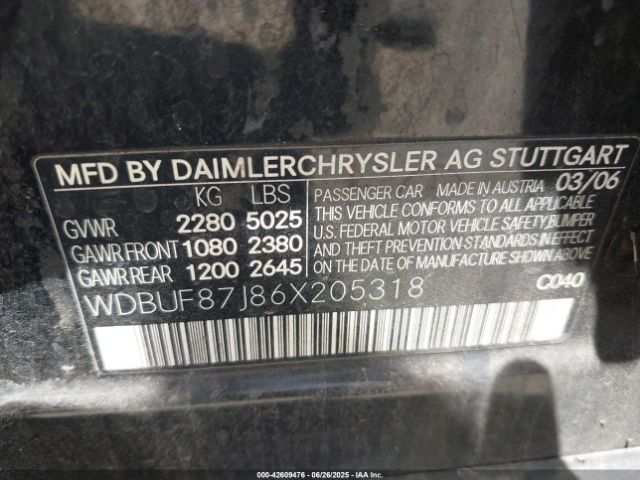 MFD BY DAIMLERCHRYSLER AG STUTTGART
KG LBS
GVWR 2280 5025
GAWR FRONT 1080 2380
GAWR REAR 1200 2645
PASSENGER CAR MADE IN AUSTRIA 03/06
THIS VEHICLE CONFORMS TO ALL APPLICABLE
U.S. FEDERAL MOTOR VEHICLE SAFETY, BUMPER
AND THEFT PREVENTION STANDARDS IN EFFECT
ON THE DATE OF MANUFACTURE SHOWN ABOVE.
WDBUF87J86X205318
C040
000-42609476 | 06/26/2025 | IAA Inc.